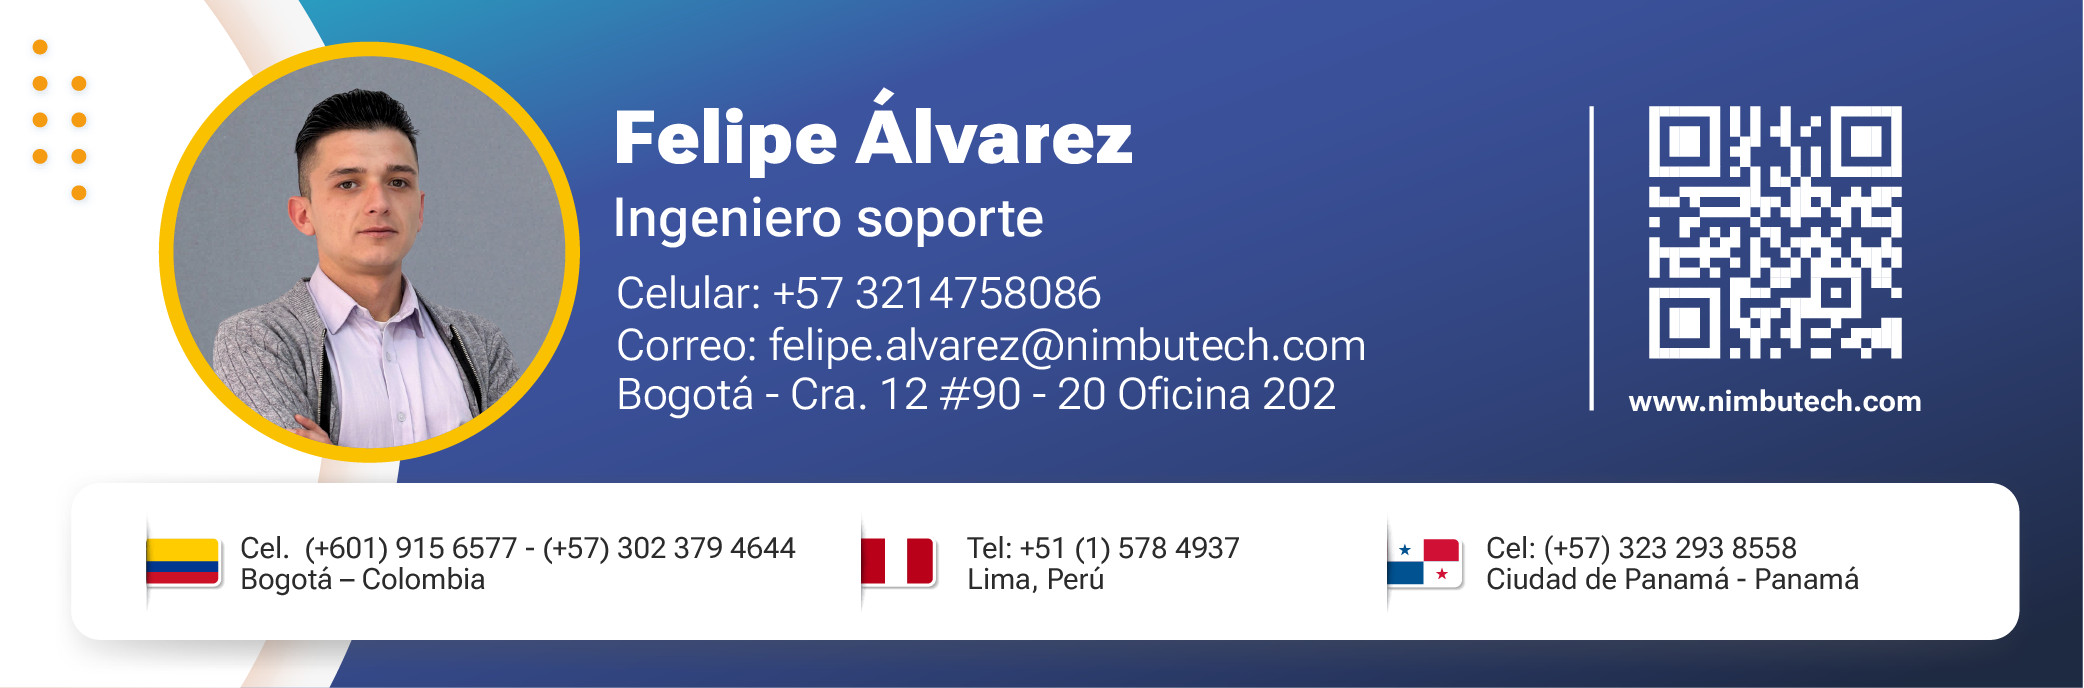 Felipe Álvarez
Ingeniero soporte
Celular: +57 3214758086
Correo: felipe.alvarez@nimbutech.com
Bogotá - Cra. 12 #90 - 20 Oficina 202
www.nimbutech.com
Cel.  (+601) 915 6577 - (+57) 302 379 4644
Bogotá – Colombia
Tel: +51 (1) 578 4937
Lima, Perú
Cel: (+57) 323 293 8558
Ciudad de Panamá - Panamá